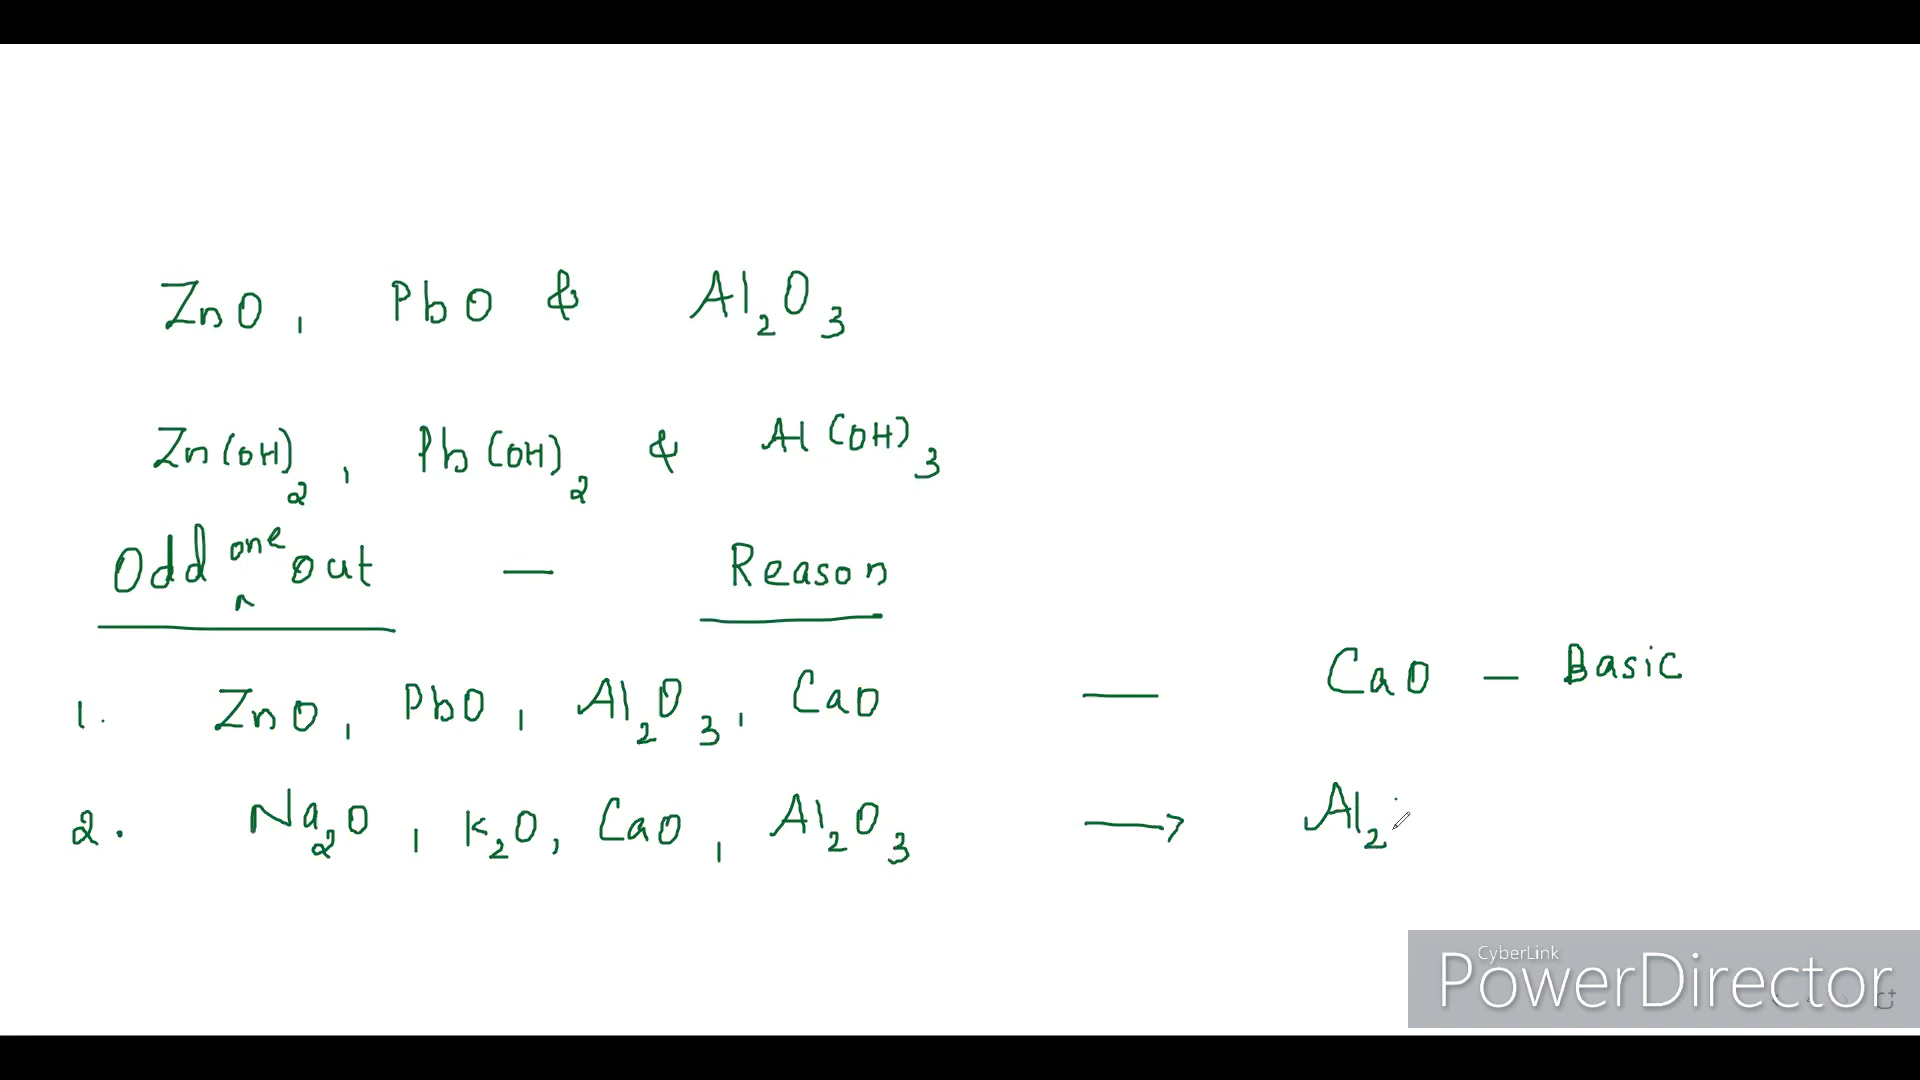 ZnO, PbO & Al₂O₃
Zn(OH)₂, Pb(OH)₂ & Al(OH)₃
Odd one out — Reason
1. ZnO, PbO, Al₂O₃, CaO — CaO - Basic
2. Na₂O, K₂O, CaO, Al₂O₃ → Al₂
CyberLink
PowerDirector